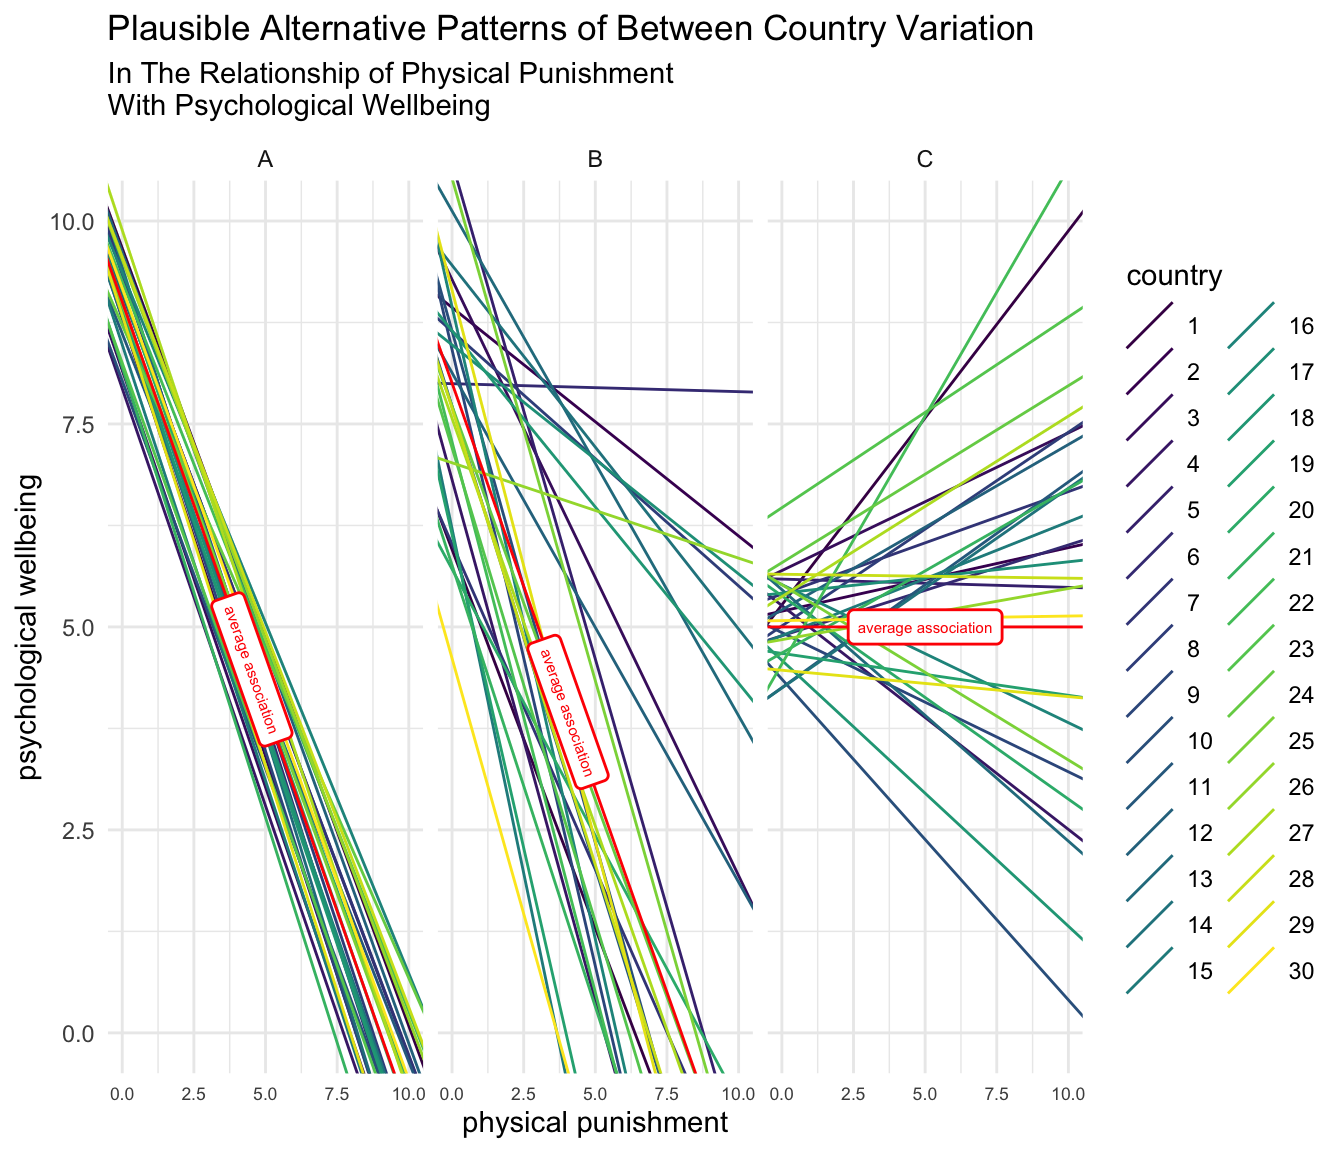 Plausible Alternative Patterns of Between Country Variation
In The Relationship of Physical Punishment
With Psychological Wellbeing
A
B
C
psychological wellbeing
10.0
7.5
5.0
2.5
0.0
average association
average association
average association
0.0 2.5 5.0 7.5 10.0
0.0 2.5 5.0 7.5 10.0
0.0 2.5 5.0 7.5 10.0
physical punishment
country
1 16
2 17
3 18
4 19
5 20
6 21
7 22
8 23
9 24
10 25
11 26
12 27
13 28
14 29
15 30